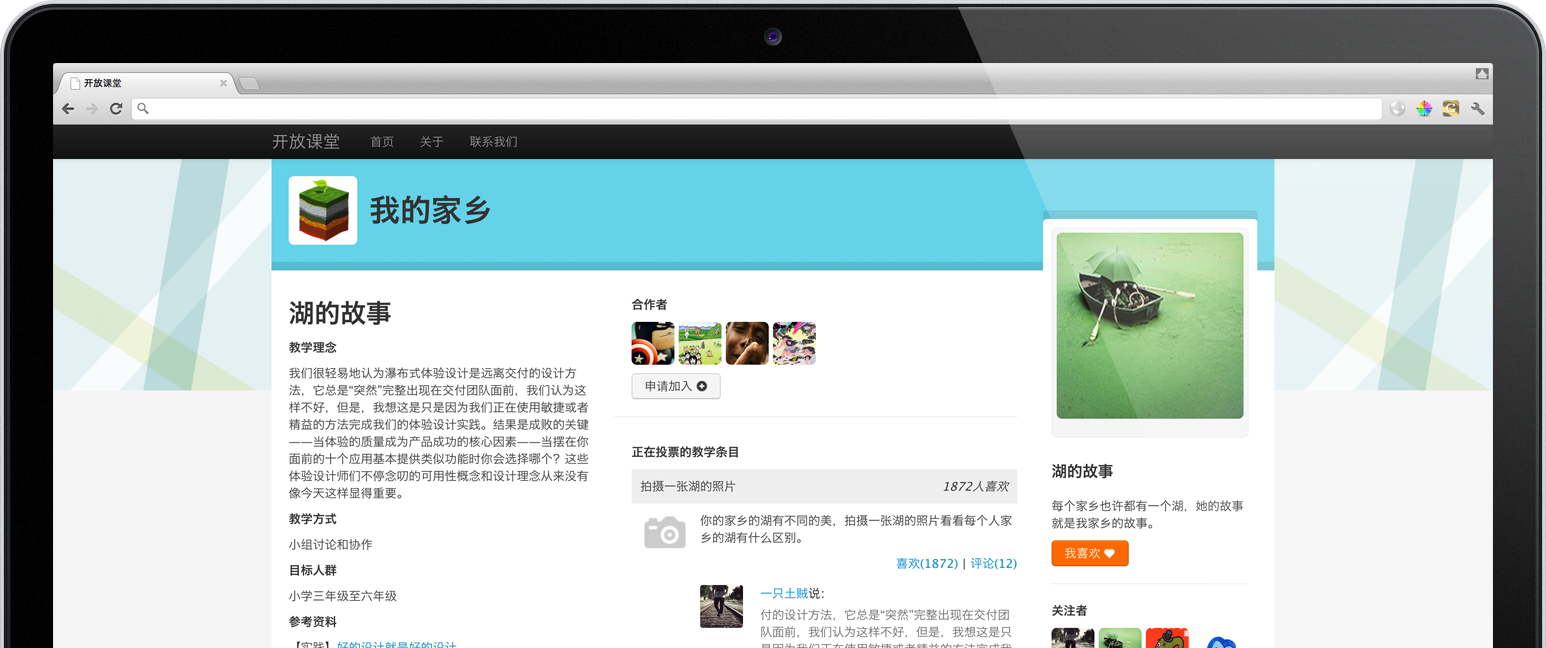 开放课堂
开放课堂
首页
关于
联系我们
我的家乡
湖的故事
教学理念
我们很轻易地认为瀑布式体验设计是远离交付的设计方
法，它总是“突然”完整出现在交付团队面前，我们认为这
样不好，但是，我想这是只是因为我们正在使用敏捷或者
精益的方法完成我们的体验设计实践。结果是成败的关键
——当体验的质量成为产品成功的核心因素——当摆在你
面前的十个应用基本提供类似功能时你会选择哪个？这些
体验设计师们不停念叨的可用性概念和设计理念从来没有
像今天这样显得重要。
教学方式
小组讨论和协作
目标人群
小学三年级至六年级
参考资料
【实践】好的设计就是好的设计
合作者
申请加入
正在投票的教学条目
拍摄一张湖的照片
1872人喜欢
你的家乡的湖有不同的美，拍摄一张湖的照片看看每个人家
乡的湖有什么区别。
喜欢(1872) | 评论(12)
一只土贼说：
付的设计方法，它总是“突然”完整出现在交付团
队面前，我们认为这样不好，但是，我想这是只
是因为我们正在使用敏捷或者精益的方法完成我
湖的故事
每个家乡也许都有一个湖，她的故事
就是我家乡的故事。
我喜欢
关注者